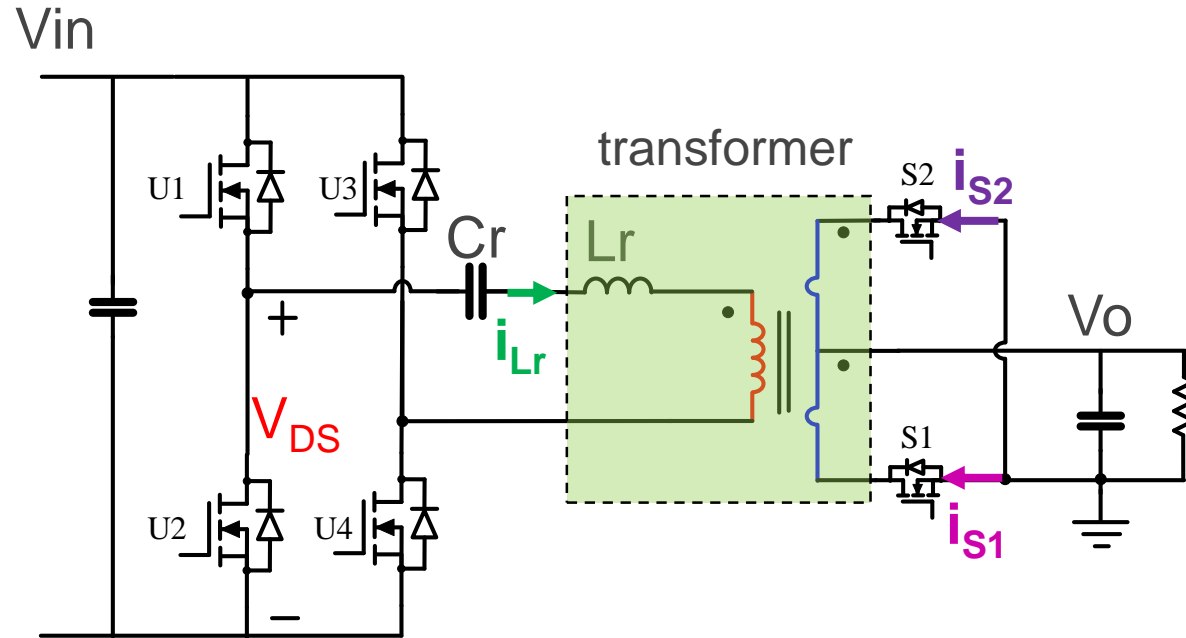 Vin
transformer
S2
iS2
U1
U3
Cr
Lr
+
iLr
Vo
VDS
S1
U2
U4
iS1
−